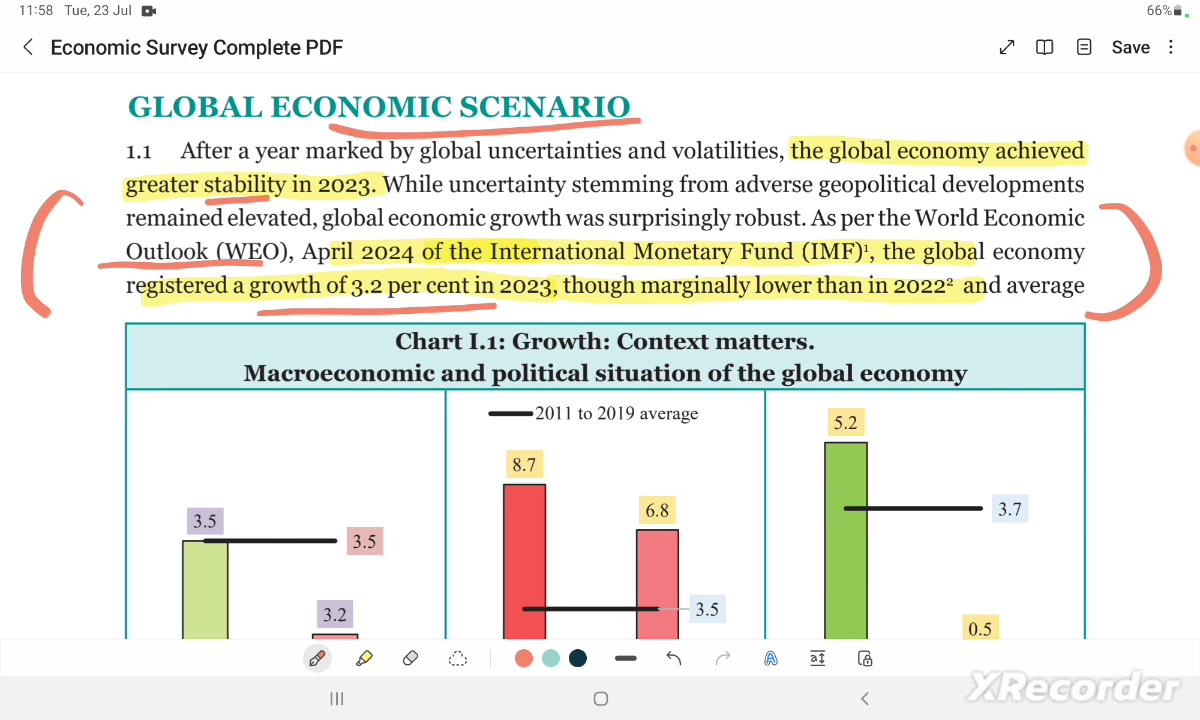 11:58 Tue, 23 Jul
66%
Economic Survey Complete PDF
Save
GLOBAL ECONOMIC SCENARIO
1.1 After a year marked by global uncertainties and volatilities, the global economy achieved
greater stability in 2023. While uncertainty stemming from adverse geopolitical developments
remained elevated, global economic growth was surprisingly robust. As per the World Economic
Outlook (WEO), April 2024 of the International Monetary Fund (IMF)¹, the global economy
registered a growth of 3.2 per cent in 2023, though marginally lower than in 2022² and average
Chart I.1: Growth: Context matters.
Macroeconomic and political situation of the global economy
3.5
3.5
3.2
2011 to 2019 average
8.7
6.8
3.5
5.2
3.7
0.5
XRecorder